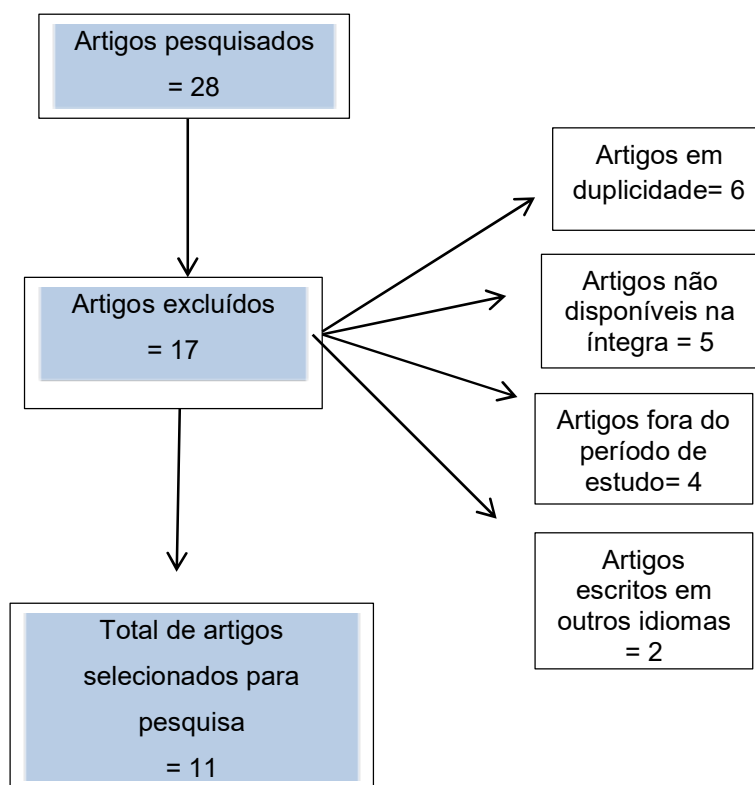 Artigos pesquisados
= 28
Artigos excluídos
= 17
Artigos em
duplicidade= 6
Artigos não
disponíveis na
íntegra = 5
Artigos fora do
período de
estudo= 4
Artigos
escritos em
outros idiomas
= 2
Total de artigos
selecionados para
pesquisa
= 11